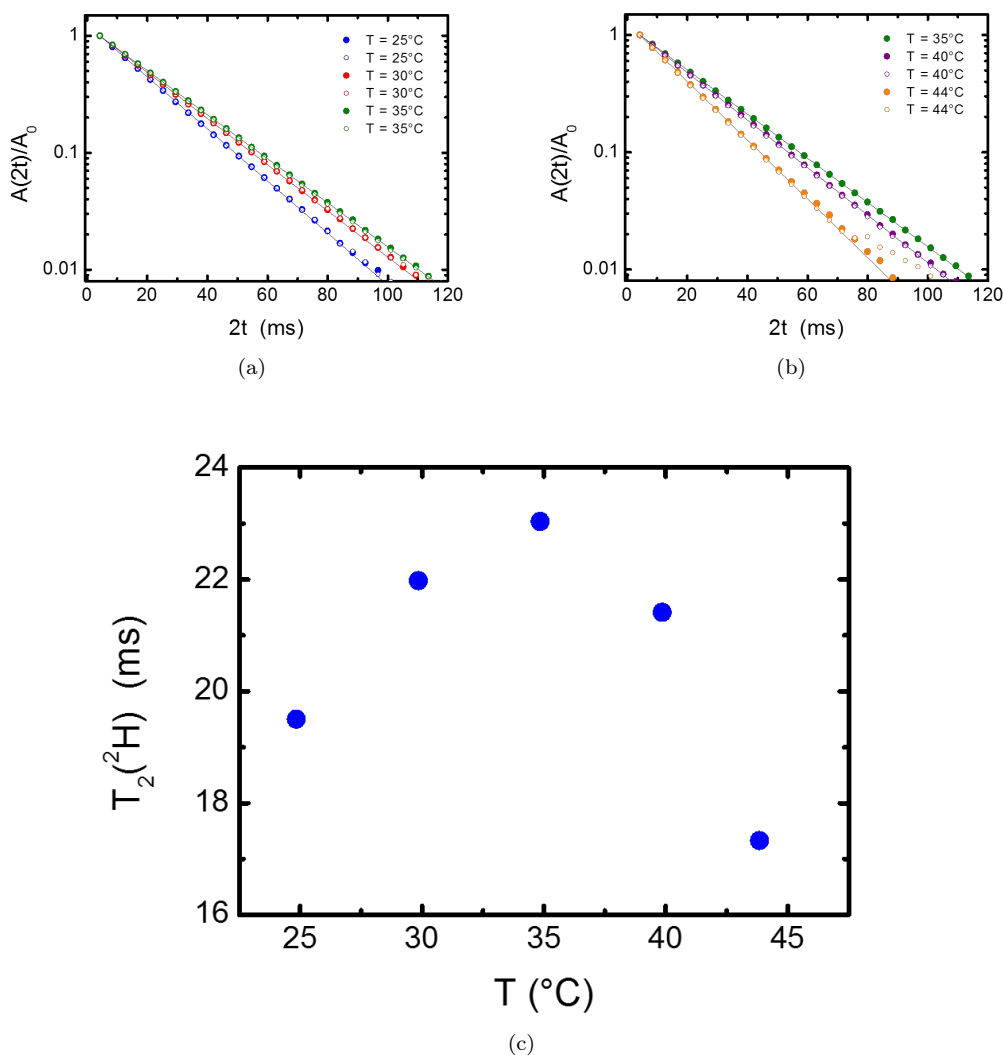 1
0.1
0.01
A(2t)/A₀
T = 25°C
T = 25°C
T = 30°C
T = 30°C
T = 35°C
T = 35°C
0 20 40 60 80 100 120
2t (ms)
(a)
1
0.1
0.01
A(2t)/A₀
T = 35°C
T = 40°C
T = 40°C
T = 44°C
T = 44°C
0 20 40 60 80 100 120
2t (ms)
(b)
24
22
20
18
16
T₂(²H) (ms)
25 30 35 40 45
T (°C)
(c)